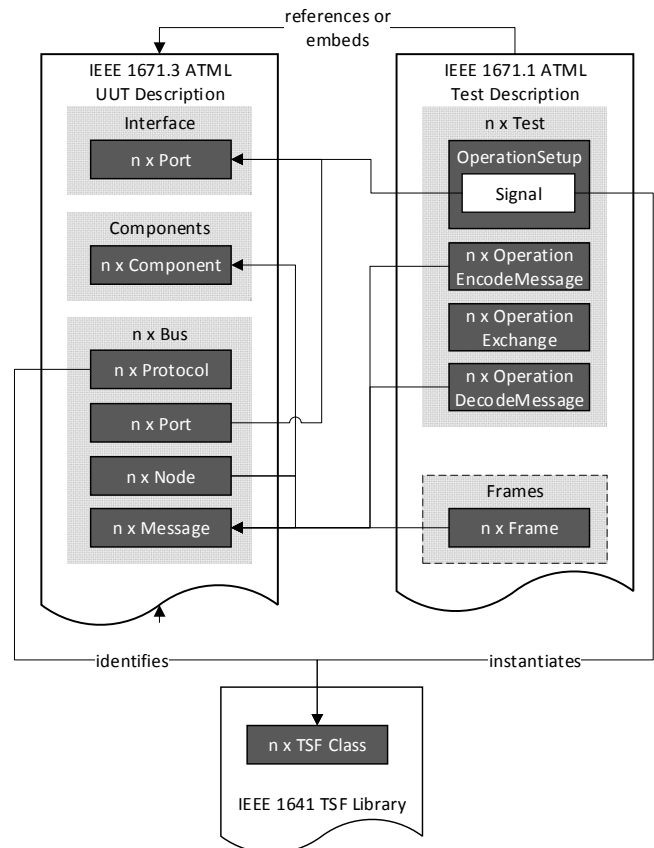 references or
embeds
IEEE 1671.3 ATML
UUT Description
Interface
n x Port
Components
n x Component
n x Bus
n x Protocol
n x Port
n x Node
n x Message
IEEE 1671.1 ATML
Test Description
n x Test
OperationSetup
Signal
n x Operation
EncodeMessage
n x Operation
Exchange
n x Operation
DecodeMessage
Frames
n x Frame
identifies
instantiates
n x TSF Class
IEEE 1641 TSF Library